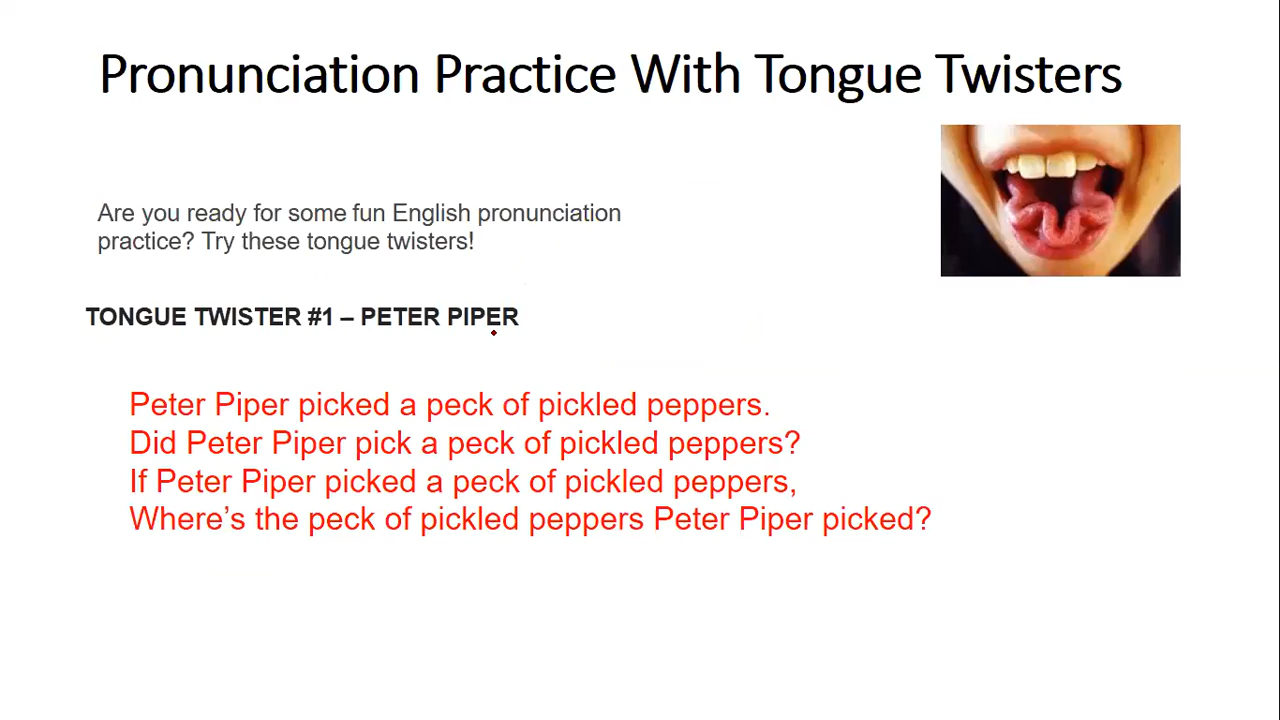 Pronunciation Practice With Tongue Twisters
Are you ready for some fun English pronunciation
practice? Try these tongue twisters!
TONGUE TWISTER #1 – PETER PIPER
Peter Piper picked a peck of pickled peppers.
Did Peter Piper pick a peck of pickled peppers?
If Peter Piper picked a peck of pickled peppers,
Where’s the peck of pickled peppers Peter Piper picked?